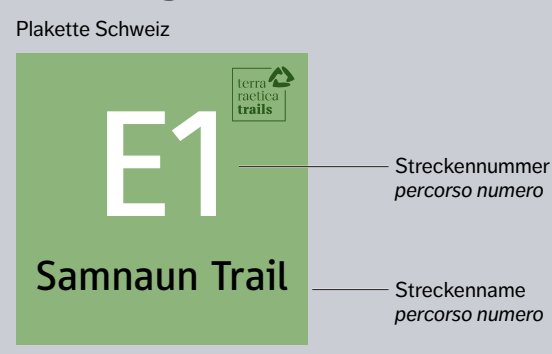 Plakette Schweiz
terra
raetica
trails
E1
Streckennummer
percorso numero
Samnaun Trail
Streckenname
percorso numero